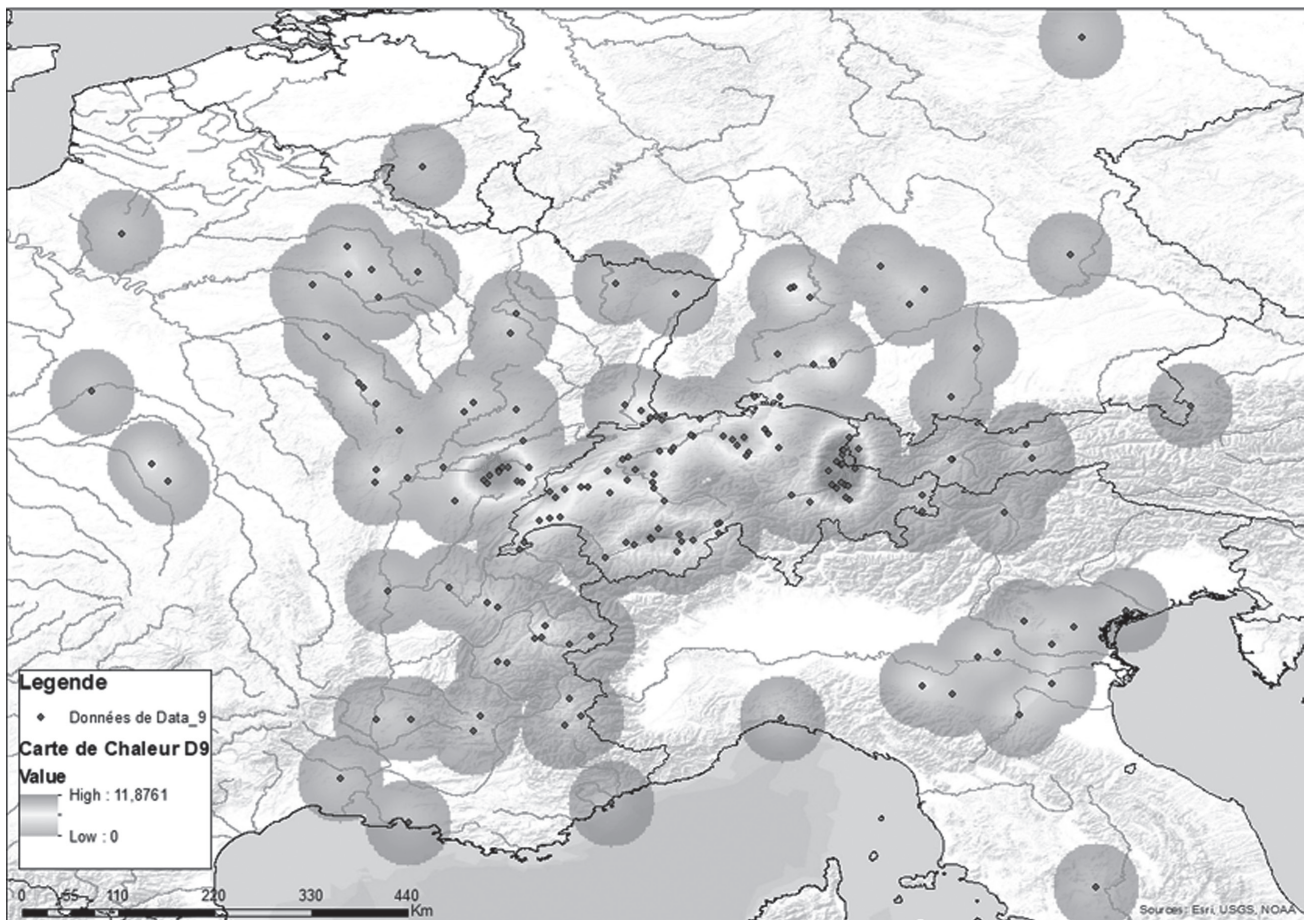 Legende
Données de Data_9
Carte de Chaleur D9
Value
High : 11,8761
Low : 0
0 55 110 220 330 440
Km
Sources: Esri, USGS, NOAA